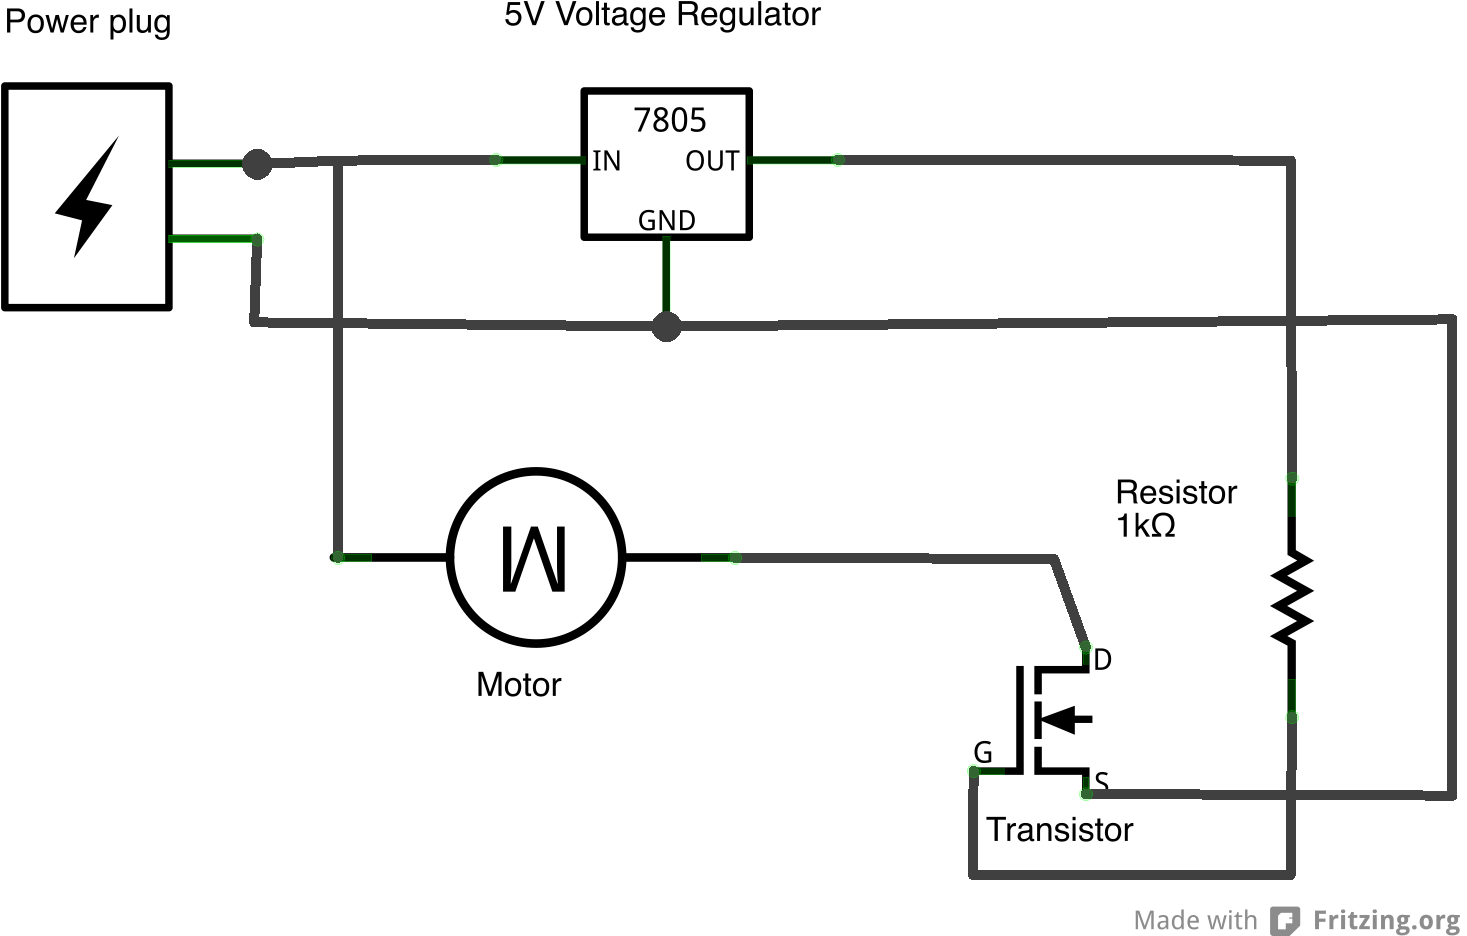 Power plug
5V Voltage Regulator
7805
IN
OUT
GND
M
Motor
Resistor
1kΩ
D
G
S
Transistor
Made with Fritzing.org